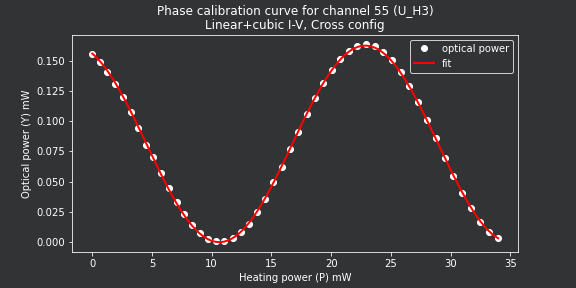 Phase calibration curve for channel 55 (U_H3)
Linear+cubic I-V, Cross config
optical power
fit
Optical power (Y) mW
0.150
0.125
0.100
0.075
0.050
0.025
0.000
0 5 10 15 20 25 30 35
Heating power (P) mW